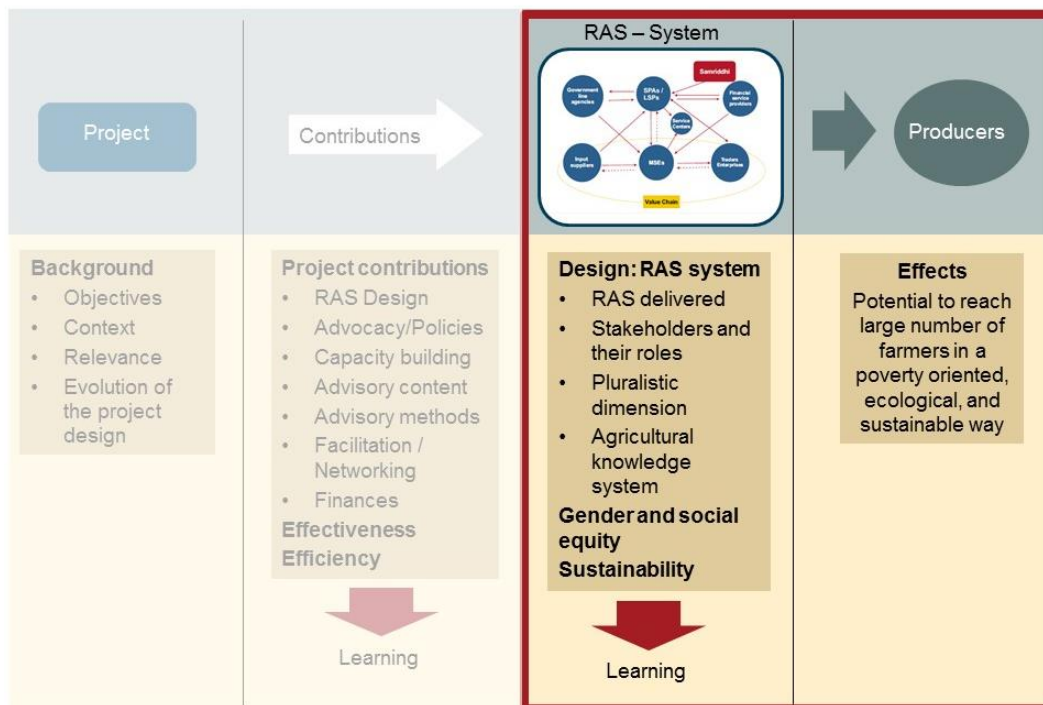 RAS – System
Project
Contributions
Samriddhi
Government
line
agencies
SPAs /
LSPs
Financial
service
providers
Service
Centers
Input
suppliers
MSEs
Traders
Enterprises
Value Chain
Producers
Background
• Objectives
• Context
• Relevance
• Evolution of
the project
design
Project contributions
• RAS Design
• Advocacy/Policies
• Capacity building
• Advisory content
• Advisory methods
• Facilitation /
Networking
• Finances
Effectiveness
Efficiency
Learning
Design: RAS system
• RAS delivered
• Stakeholders and
their roles
• Pluralistic
dimension
• Agricultural
knowledge
system
Gender and social
equity
Sustainability
Learning
Effects
Potential to reach
large number of
farmers in a
poverty oriented,
ecological, and
sustainable way